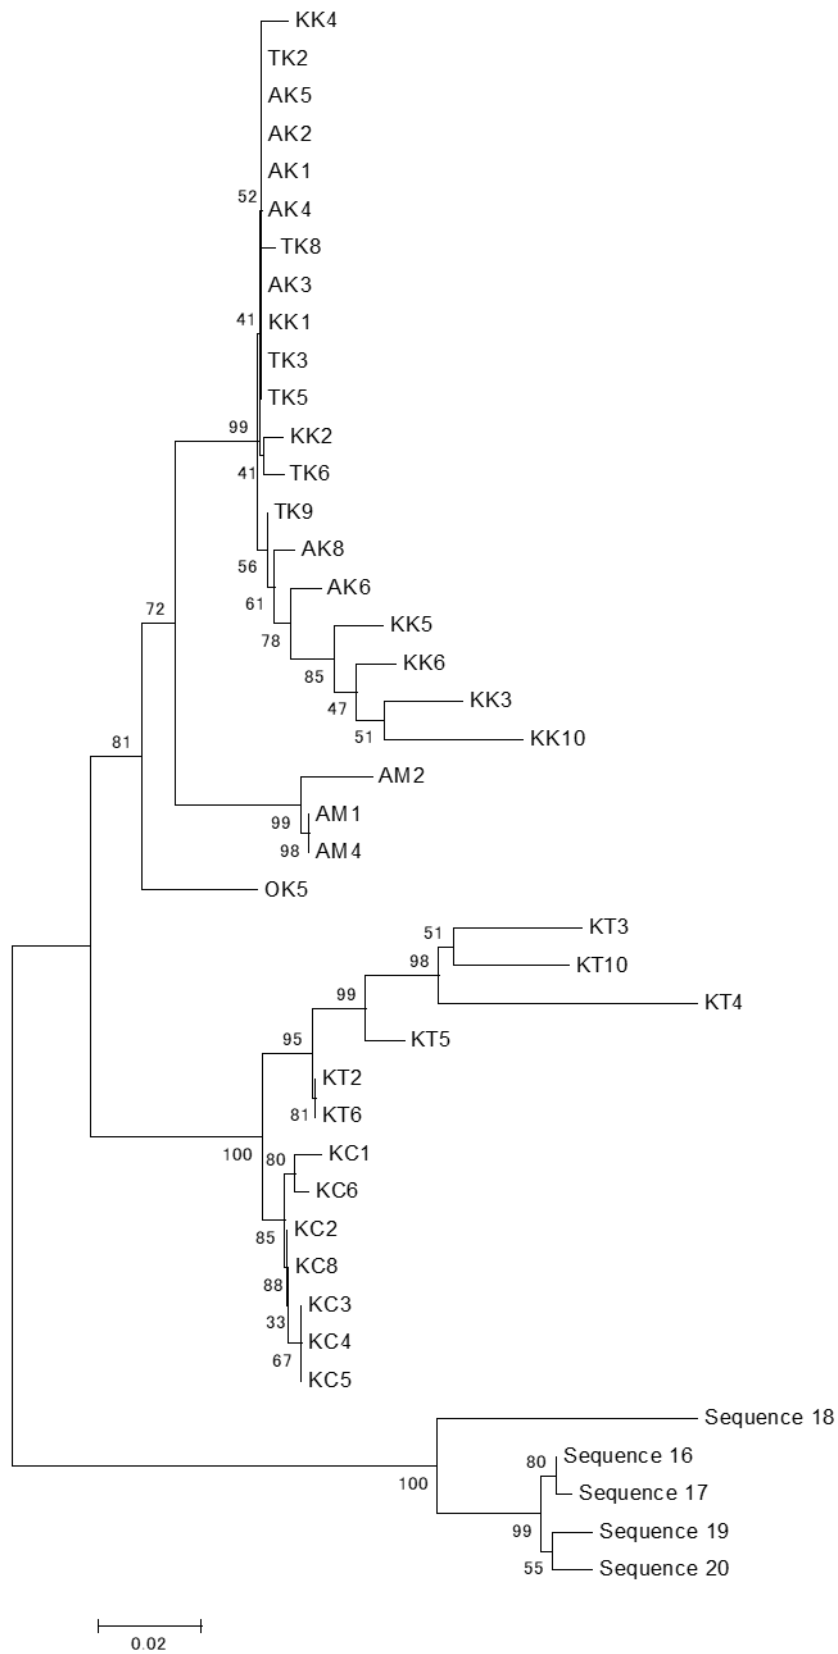 KK4
TK2
AK5
AK2
AK1
52
AK4
TK8
AK3
41
KK1
TK3
TK5
99
KK2
41
TK6
TK9
AK8
56
AK6
61
72
KK5
78
KK6
85
KK3
47
51
KK10
81
AM2
AM1
99
98
AM4
OK5
KT3
51
KT10
98
99
KT4
95
KT5
KT2
81
KT6
100
80
KC1
KC6
KC2
85
KC8
88
KC3
33
KC4
67
KC5
Sequence 18
Sequence 16
80
100
Sequence 17
99
Sequence 19
55
Sequence 20
0.02